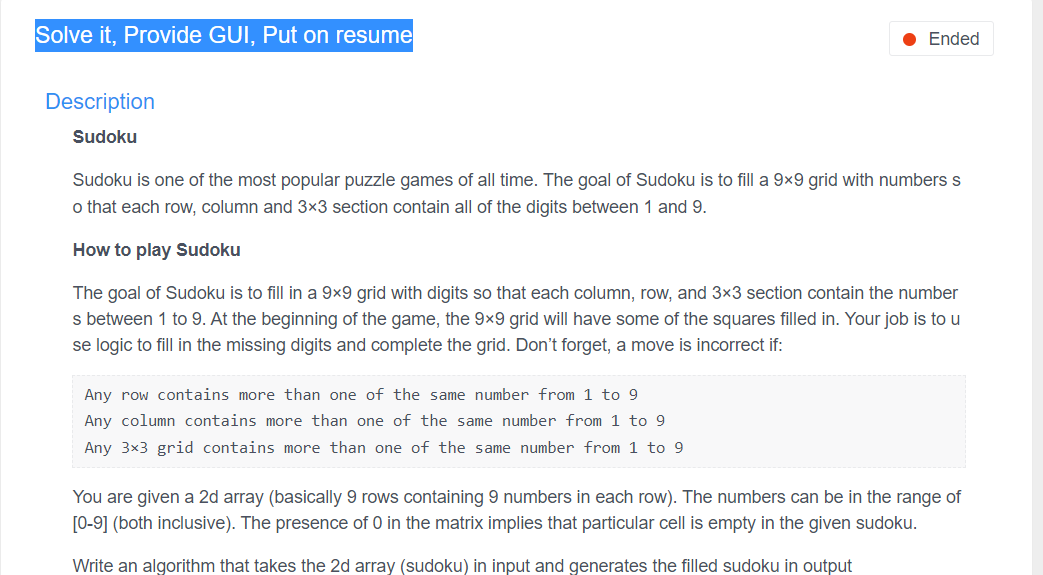 Solve it, Provide GUI, Put on resume
Ended
Description
Sudoku
Sudoku is one of the most popular puzzle games of all time. The goal of Sudoku is to fill a 9×9 grid with numbers s
o that each row, column and 3×3 section contain all of the digits between 1 and 9.
How to play Sudoku
The goal of Sudoku is to fill in a 9×9 grid with digits so that each column, row, and 3×3 section contain the number
s between 1 to 9. At the beginning of the game, the 9×9 grid will have some of the squares filled in. Your job is to u
se logic to fill in the missing digits and complete the grid. Don’t forget, a move is incorrect if:
Any row contains more than one of the same number from 1 to 9
Any column contains more than one of the same number from 1 to 9
Any 3×3 grid contains more than one of the same number from 1 to 9
You are given a 2d array (basically 9 rows containing 9 numbers in each row). The numbers can be in the range of
[0-9] (both inclusive). The presence of 0 in the matrix implies that particular cell is empty in the given sudoku.
Write an algorithm that takes the 2d array (sudoku) in input and generates the filled sudoku in output